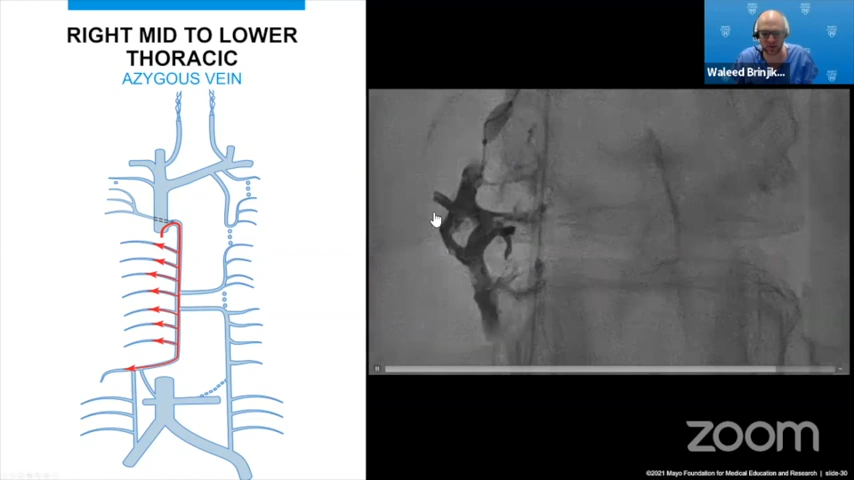 RIGHT MID TO LOWER
THORACIC
AZYGOUS VEIN
Waleed Brinjik...
zoom
©2021 Mayo Foundation for Medical Education and Research | slide-30